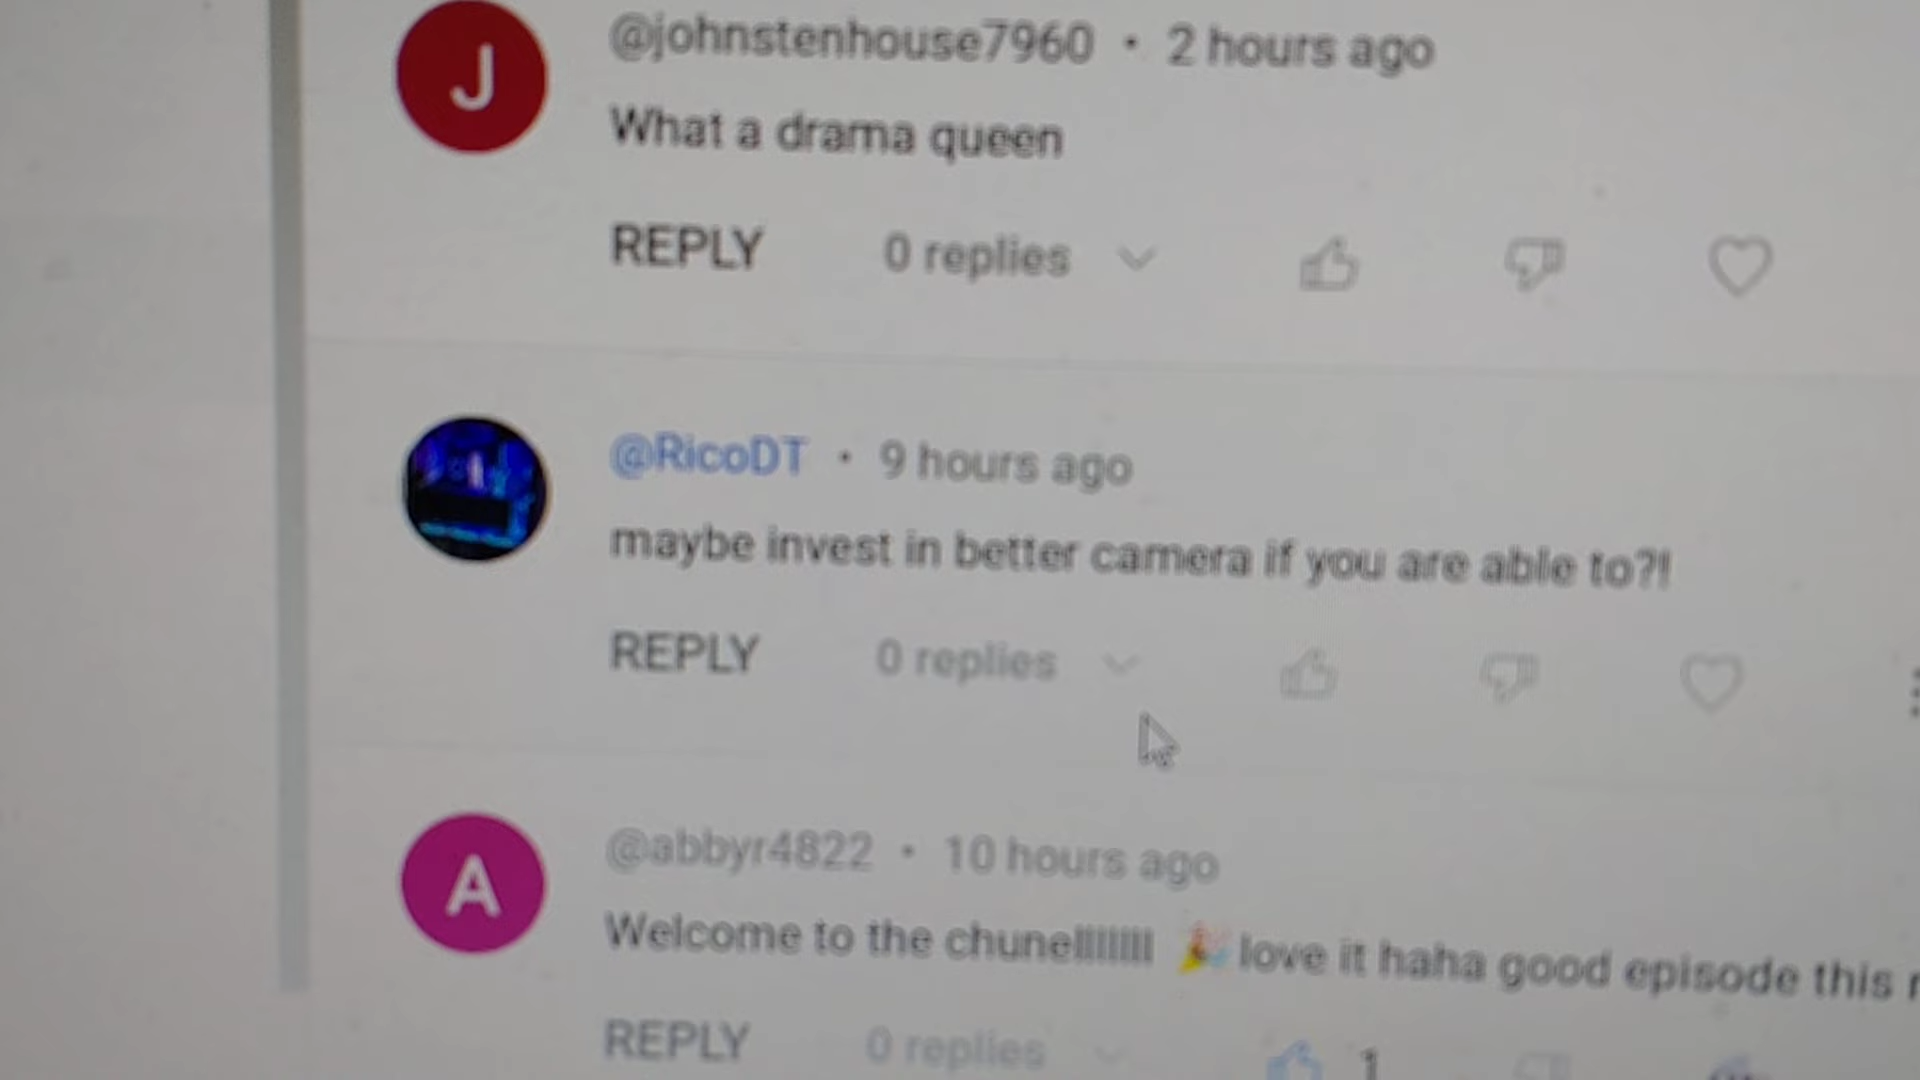 J
@johnstenhouse7960 • 2 hours ago
What a drama queen
REPLY 0 replies
@RicoDT • 9 hours ago
maybe invest in better camera if you are able to?!
REPLY 0 replies
A
@abbyr4822 • 10 hours ago
Welcome to the chunellllllll 🎉 love it haha good episode this
REPLY 0 replies 1